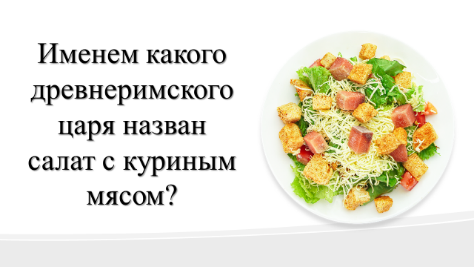 Именем какого
древнеримского
царя назван
салат с куриным
мясом?